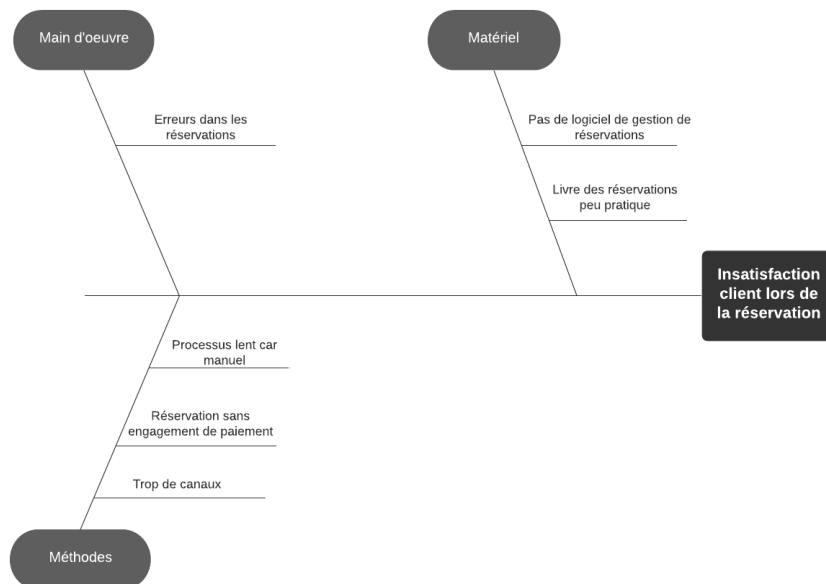 Main d'oeuvre
Matériel
Erreurs dans les
réservations
Pas de logiciel de gestion de
réservations
Livre des réservations
peu pratique
Insatisfaction
client lors de
la réservation
Processus lent car
manuel
Réservation sans
engagement de paiement
Trop de canaux
Méthodes